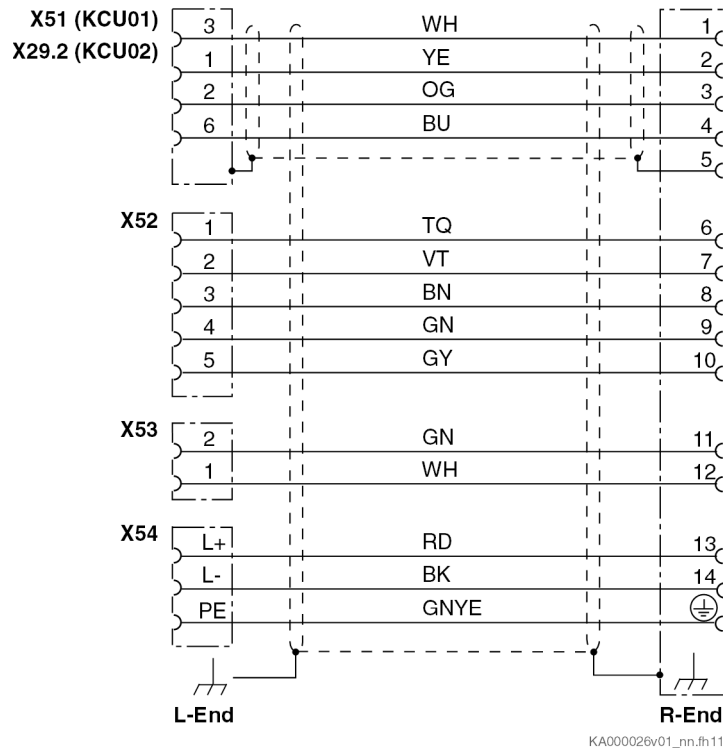 X51 (KCU01)
X29.2 (KCU02)
3 WH 1
1 YE 2
2 OG 3
6 BU 4
5
X52
1 TQ 6
2 VT 7
3 BN 8
4 GN 9
5 GY 10
X53
2 GN 11
1 WH 12
X54
L+ RD 13
L- BK 14
PE GNYE
L-End R-End
KA000026v01_nn.fh11